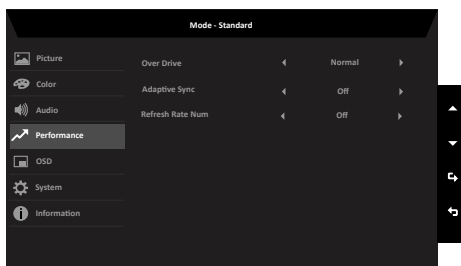 Mode - Standard
Picture
Color
Audio
Performance
OSD
System
Information
Over Drive Normal
Adaptive Sync Off
Refresh Rate Num Off